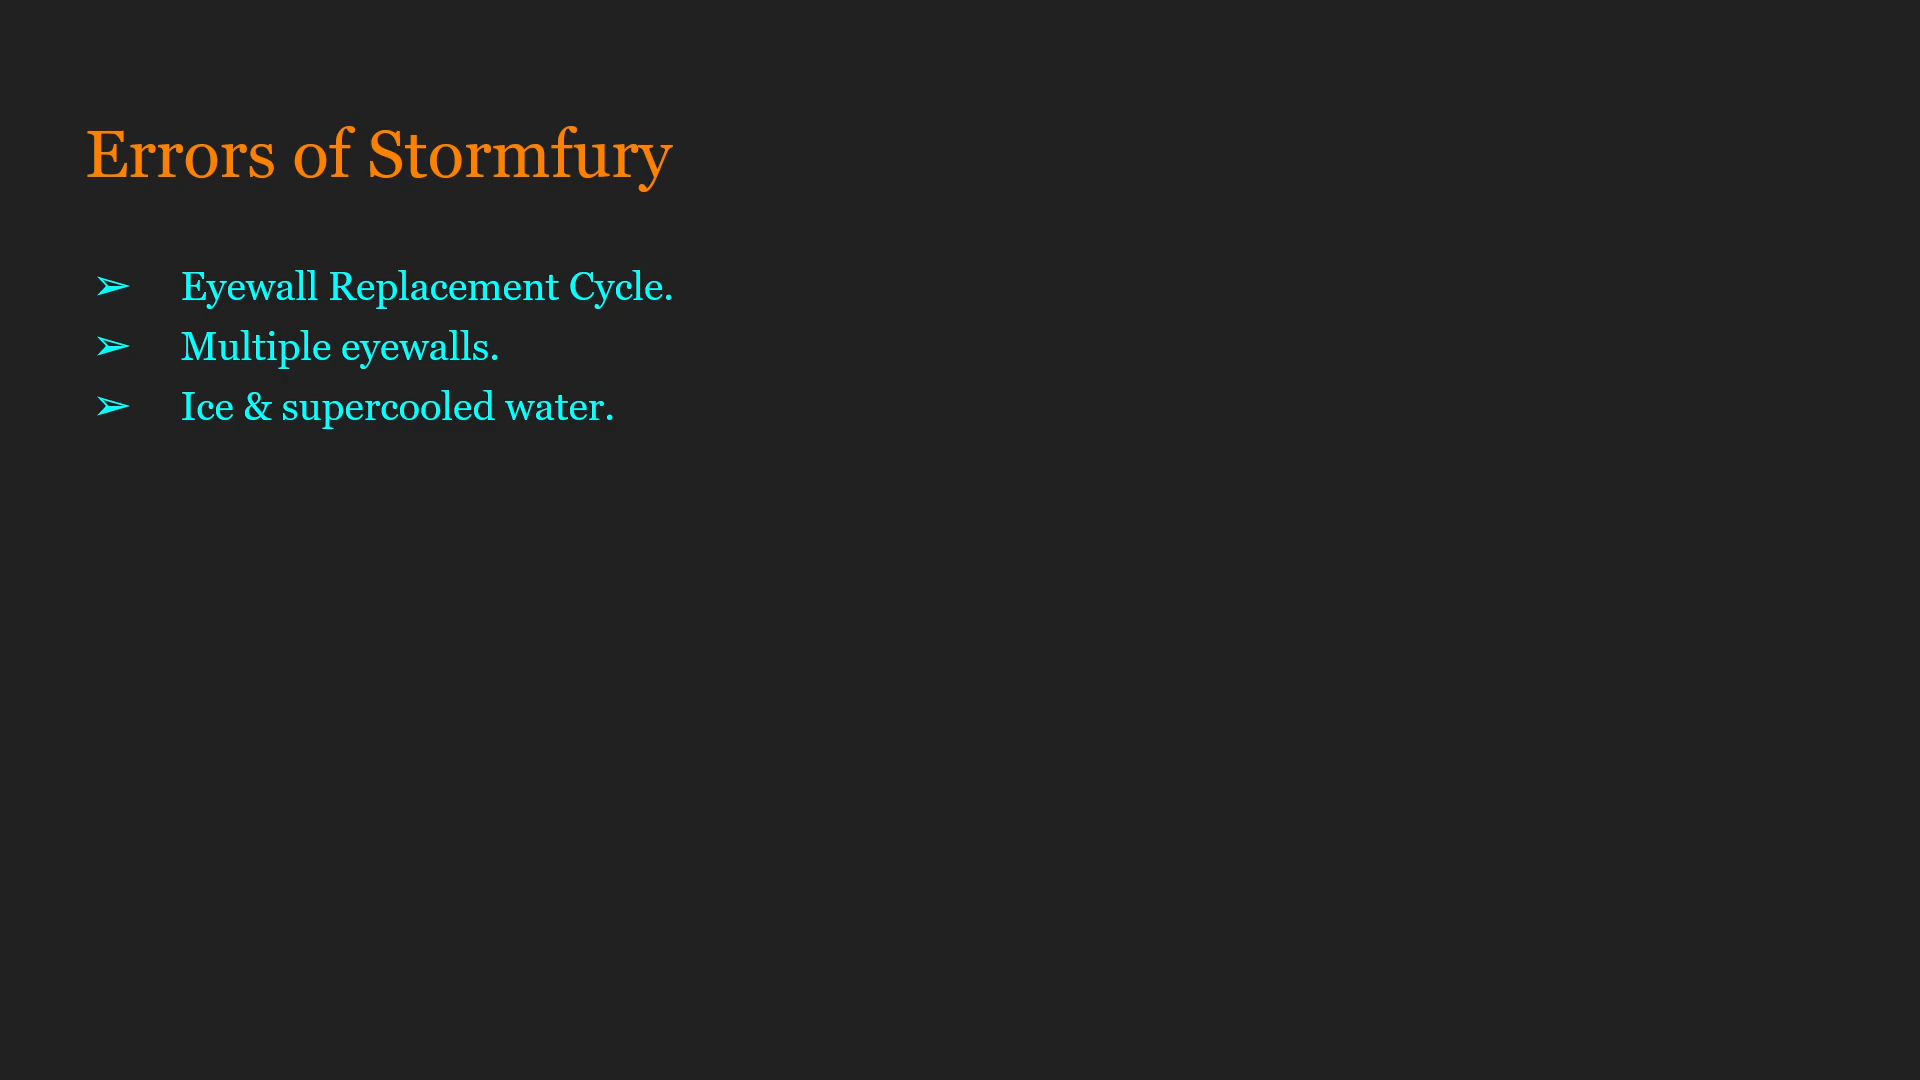 Errors of Stormfury
➢ Eyewall Replacement Cycle.
➢ Multiple eyewalls.
➢ Ice & supercooled water.